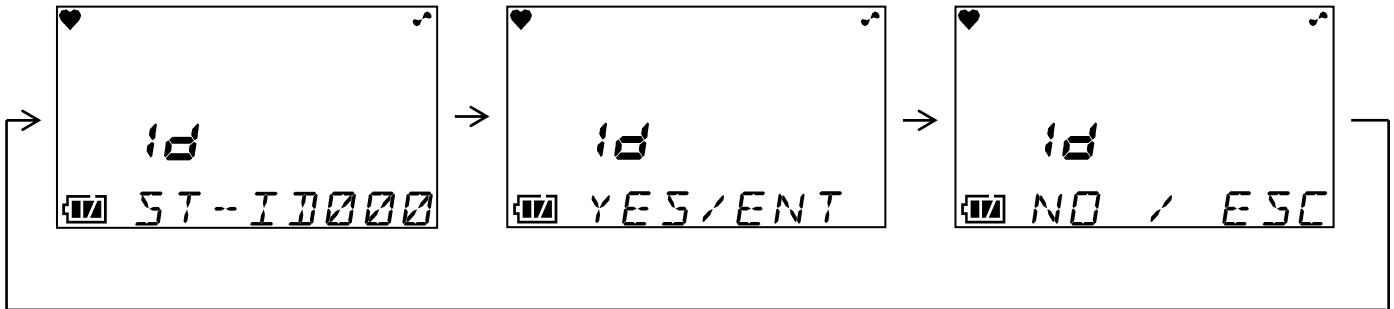 Id
ST-ID000
Id
YES/ENT
Id
NO / ESC